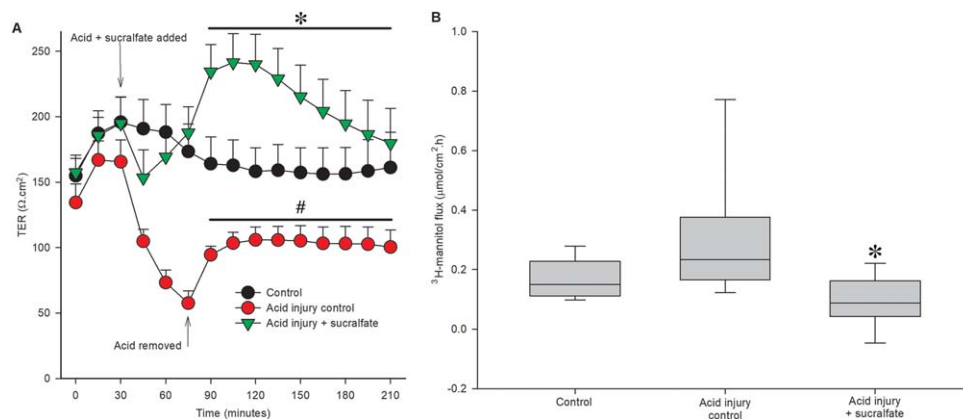 A
*
Acid + sucralfate added
250
200
150
100
50
0
TER (Ω.cm²)
#
Control
Acid injury control
Acid injury + sucralfate
Acid removed
0 30 60 90 120 150 180 210
Time (minutes)
B
1.0
0.8
0.6
0.4
0.2
0.0
-0.2
³H-mannitol flux (μmol/cm².h)
*
Control
Acid injury
control
Acid injury
+ sucralfate